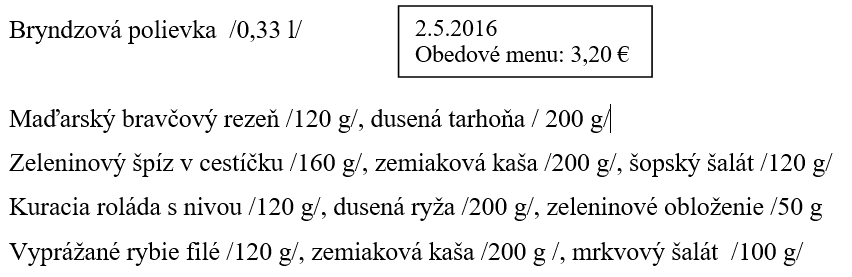 Bryndzová polievka /0,33 l/
2.5.2016
Obedové menu: 3,20 €
Maďarský bravčový rezeň /120 g/, dusená tarhoňa / 200 g/
Zeleninový špíz v cestíčku /160 g/, zemiaková kaša /200 g/, šopský šalát /120 g/
Kuracia roláda s nivou /120 g/, dusená ryža /200 g/, zeleninové obloženie /50 g
Vyprážané rybie filé /120 g/, zemiaková kaša /200 g /, mrkvový šalát /100 g/